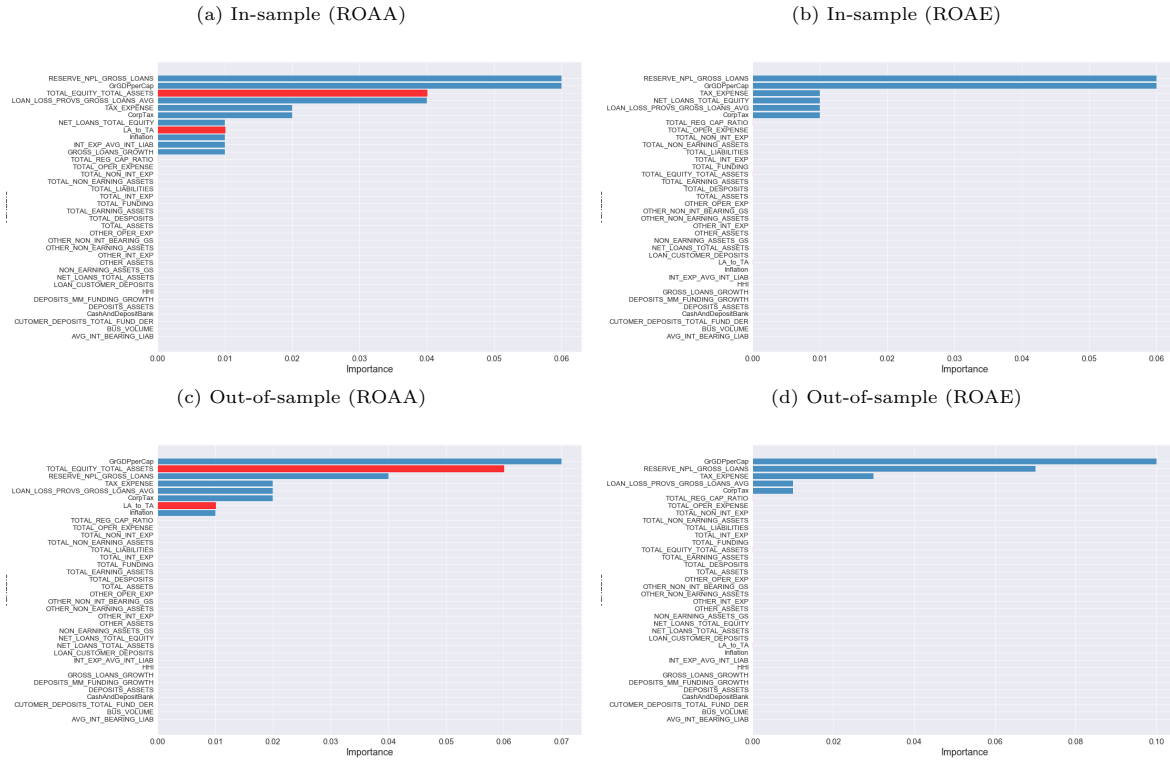 (a) In-sample (ROAA)
RESERVE_NPL_GROSS_LOANS
GrGDPperCap
TOTAL_EQUITY_TOTAL_ASSETS
LOAN_LOSS_PROVS_GROSS_LOANS_AVG
TAX_EXPENSE
CorpTax
NET_LOANS_TOTAL_EQUITY
LA_to_TA
Inflation
INT_EXP_AVG_INT_LIAB
GROSS_LOANS_GROWTH
TOTAL_REG_CAP_RATIO
TOTAL_OPER_EXPENSE
TOTAL_NON_INT_EXP
TOTAL_NON_EARNING_ASSETS
TOTAL_LIABILITIES
TOTAL_INT_EXP
TOTAL_FUNDING
TOTAL_EARNING_ASSETS
TOTAL_DESPOSITS
TOTAL_ASSETS
OTHER_OPER_EXP
OTHER_NON_INT_BEARING_GS
OTHER_NON_EARNING_ASSETS
OTHER_INT_EXP
OTHER_ASSETS
NON_EARNING_ASSETS_GS
NET_LOANS_TOTAL_ASSETS
LOAN_CUSTOMER_DEPOSITS
HHI
DEPOSITS_MM_FUNDING_GROWTH
DEPOSITS_ASSETS
CashAndDepositBank
CUTOMER_DEPOSITS_TOTAL_FUND_DER
BUS_VOLUME
AVG_INT_BEARING_LIAB
0.00 0.01 0.02 0.03 0.04 0.05 0.06
Importance
(b) In-sample (ROAE)
RESERVE_NPL_GROSS_LOANS
GrGDPperCap
TAX_EXPENSE
NET_LOANS_TOTAL_EQUITY
LOAN_LOSS_PROVS_GROSS_LOANS_AVG
CorpTax
TOTAL_REG_CAP_RATIO
TOTAL_OPER_EXPENSE
TOTAL_NON_INT_EXP
TOTAL_NON_EARNING_ASSETS
TOTAL_LIABILITIES
TOTAL_INT_EXP
TOTAL_FUNDING
TOTAL_EQUITY_TOTAL_ASSETS
TOTAL_EARNING_ASSETS
TOTAL_DESPOSITS
TOTAL_ASSETS
OTHER_OPER_EXP
OTHER_NON_INT_BEARING_GS
OTHER_NON_EARNING_ASSETS
OTHER_INT_EXP
OTHER_ASSETS
NON_EARNING_ASSETS_GS
NET_LOANS_TOTAL_ASSETS
LOAN_CUSTOMER_DEPOSITS
LA_to_TA
Inflation
INT_EXP_AVG_INT_LIAB
HHI
GROSS_LOANS_GROWTH
DEPOSITS_MM_FUNDING_GROWTH
DEPOSITS_ASSETS
CashAndDepositBank
CUTOMER_DEPOSITS_TOTAL_FUND_DER
BUS_VOLUME
AVG_INT_BEARING_LIAB
0.00 0.01 0.02 0.03 0.04 0.05 0.06
Importance
(c) Out-of-sample (ROAA)
GrGDPperCap
TOTAL_EQUITY_TOTAL_ASSETS
RESERVE_NPL_GROSS_LOANS
TAX_EXPENSE
LOAN_LOSS_PROVS_GROSS_LOANS_AVG
CorpTax
LA_to_TA
Inflation
TOTAL_REG_CAP_RATIO
TOTAL_OPER_EXPENSE
TOTAL_NON_INT_EXP
TOTAL_NON_EARNING_ASSETS
TOTAL_LIABILITIES
TOTAL_INT_EXP
TOTAL_FUNDING
TOTAL_EARNING_ASSETS
TOTAL_DESPOSITS
TOTAL_ASSETS
OTHER_OPER_EXP
OTHER_NON_INT_BEARING_GS
OTHER_NON_EARNING_ASSETS
OTHER_INT_EXP
OTHER_ASSETS
NON_EARNING_ASSETS_GS
NET_LOANS_TOTAL_EQUITY
NET_LOANS_TOTAL_ASSETS
LOAN_CUSTOMER_DEPOSITS
INT_EXP_AVG_INT_LIAB
HHI
GROSS_LOANS_GROWTH
DEPOSITS_MM_FUNDING_GROWTH
DEPOSITS_ASSETS
CashAndDepositBank
CUTOMER_DEPOSITS_TOTAL_FUND_DER
BUS_VOLUME
AVG_INT_BEARING_LIAB
0.00 0.01 0.02 0.03 0.04 0.05 0.06 0.07
Importance
(d) Out-of-sample (ROAE)
GrGDPperCap
RESERVE_NPL_GROSS_LOANS
TAX_EXPENSE
LOAN_LOSS_PROVS_GROSS_LOANS_AVG
CorpTax
TOTAL_REG_CAP_RATIO
TOTAL_OPER_EXPENSE
TOTAL_NON_INT_EXP
TOTAL_NON_EARNING_ASSETS
TOTAL_LIABILITIES
TOTAL_INT_EXP
TOTAL_FUNDING
TOTAL_EQUITY_TOTAL_ASSETS
TOTAL_EARNING_ASSETS
TOTAL_DESPOSITS
TOTAL_ASSETS
OTHER_OPER_EXP
OTHER_NON_INT_BEARING_GS
OTHER_NON_EARNING_ASSETS
OTHER_INT_EXP
OTHER_ASSETS
NON_EARNING_ASSETS_GS
NET_LOANS_TOTAL_EQUITY
NET_LOANS_TOTAL_ASSETS
LOAN_CUSTOMER_DEPOSITS
LA_to_TA
Inflation
INT_EXP_AVG_INT_LIAB
HHI
GROSS_LOANS_GROWTH
DEPOSITS_MM_FUNDING_GROWTH
DEPOSITS_ASSETS
CashAndDepositBank
CUTOMER_DEPOSITS_TOTAL_FUND_DER
BUS_VOLUME
AVG_INT_BEARING_LIAB
0.00 0.02 0.04 0.06 0.08 0.10
Importance